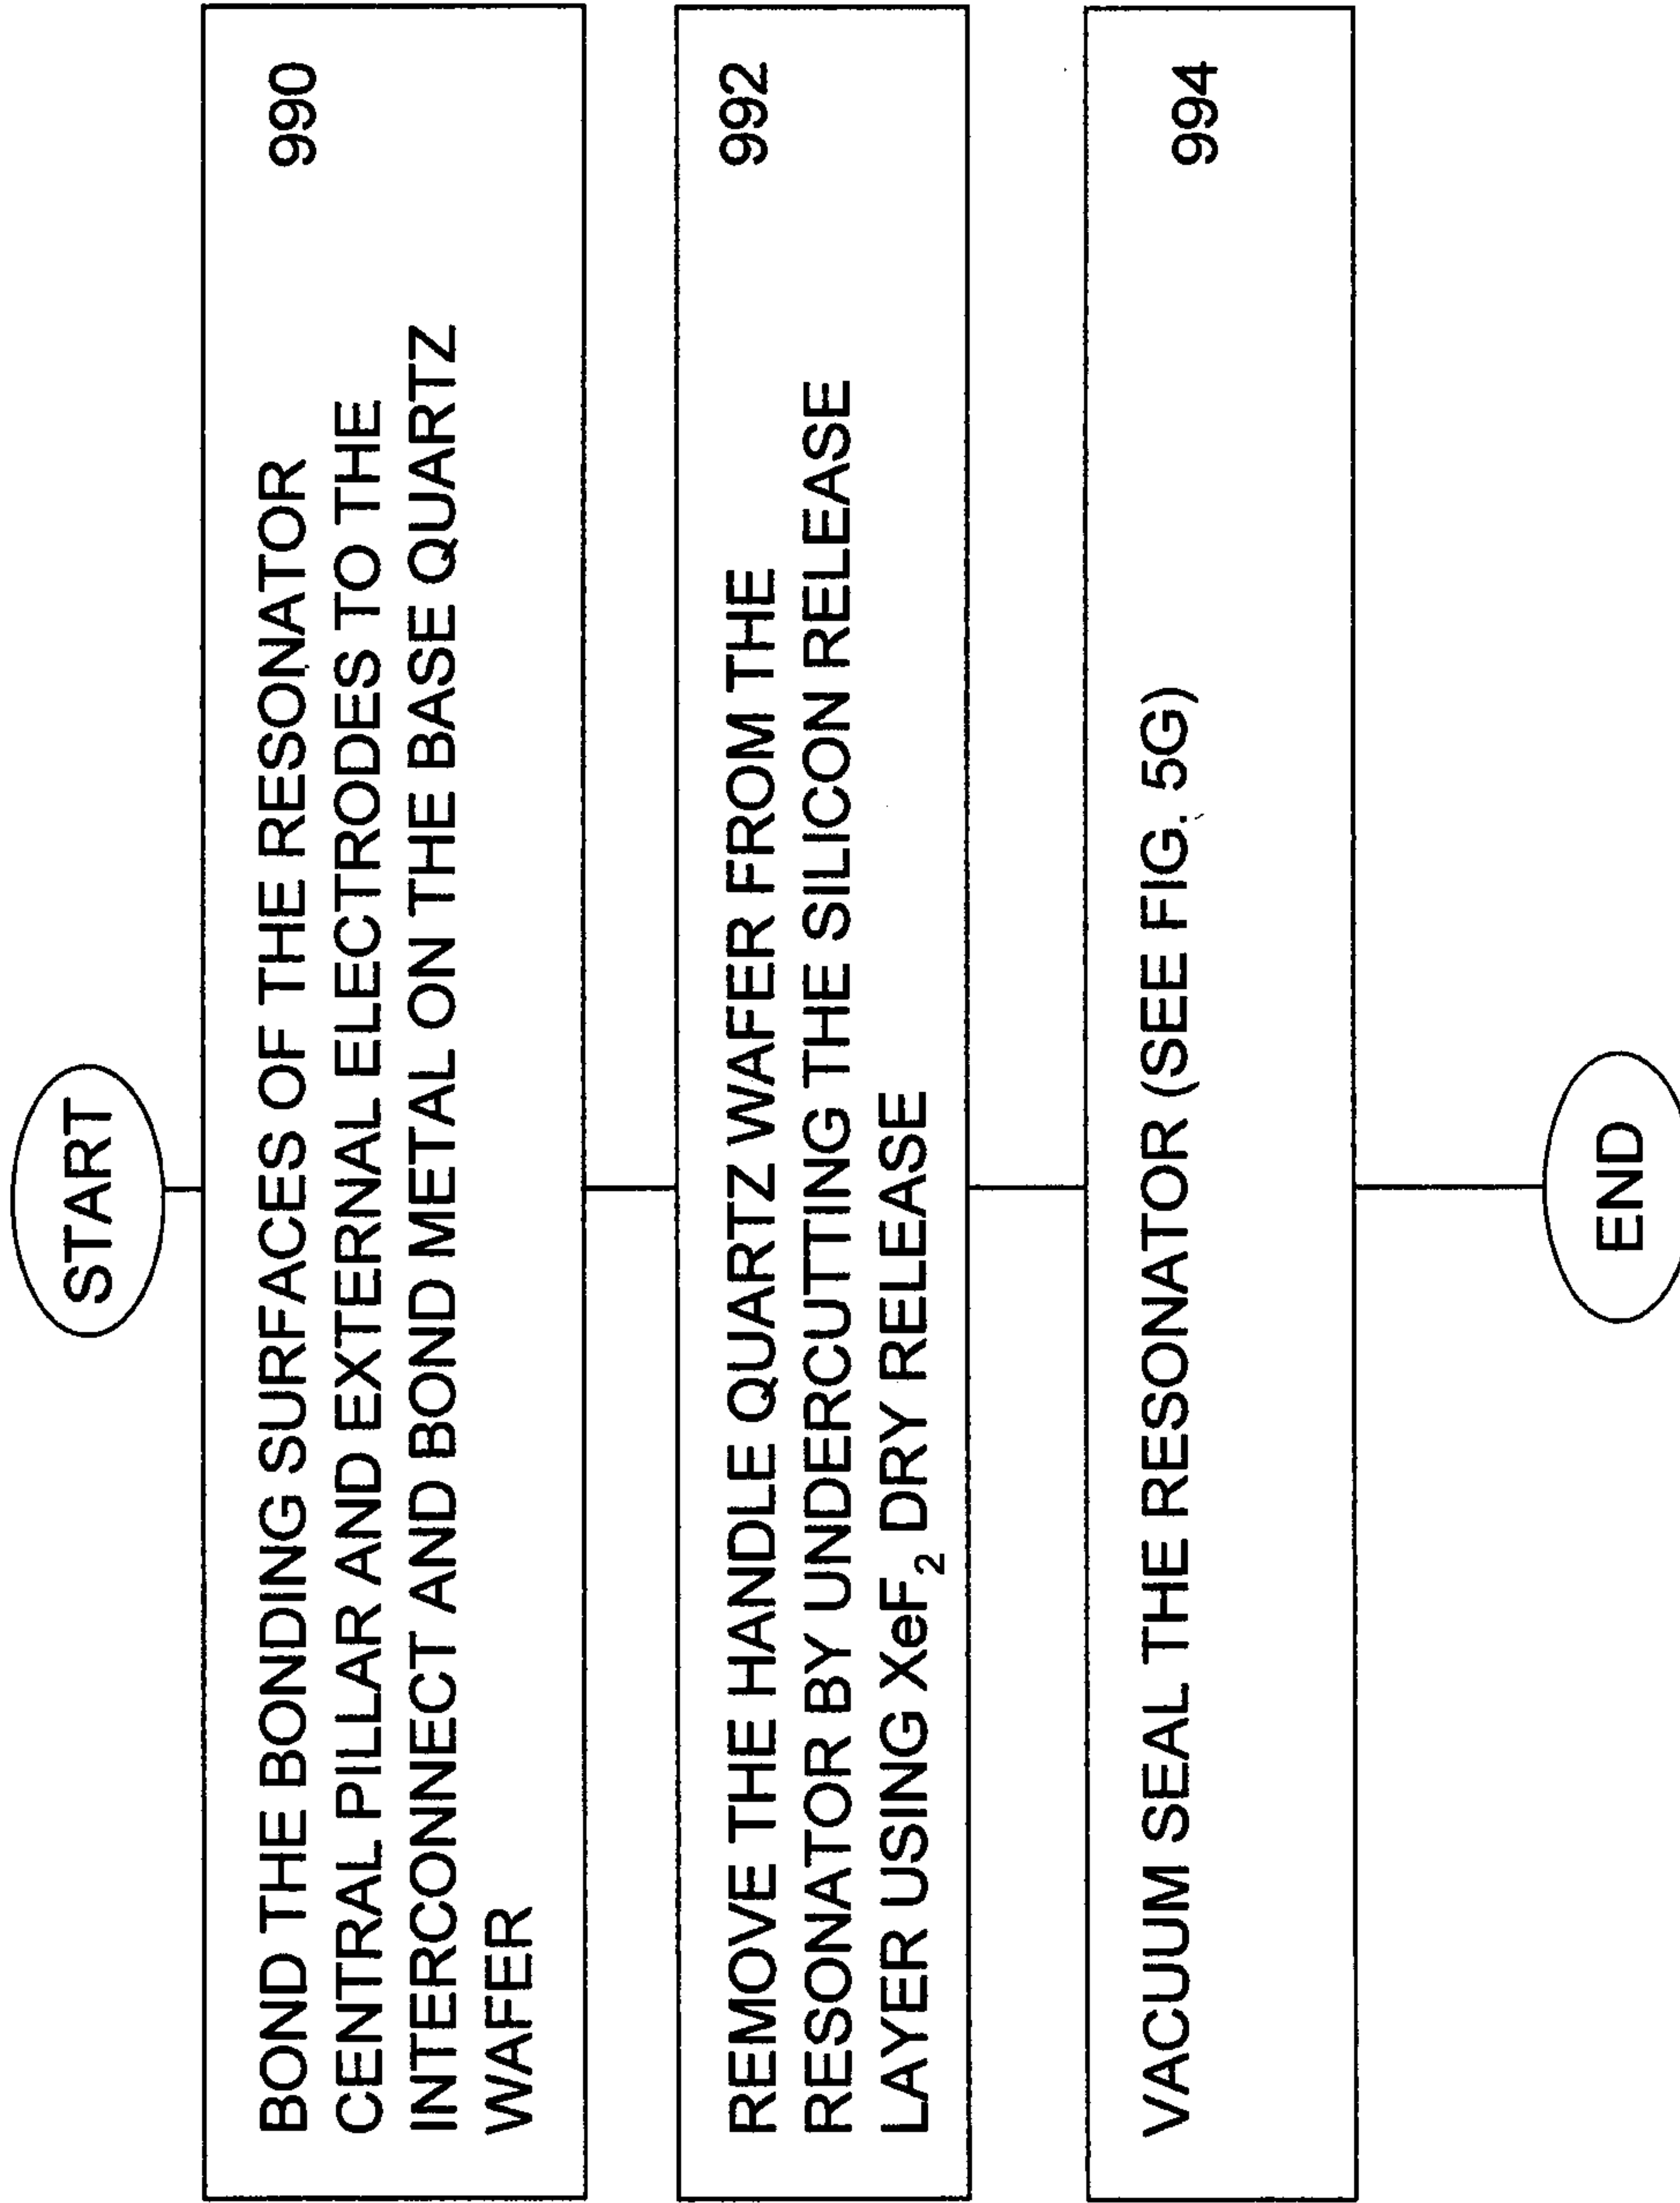 START
BOND THE BONDING SURFACES OF THE RESONATOR 990
CENTRAL PILLAR AND EXTERNAL ELECTRODES TO THE
INTERCONNECT AND BOND METAL ON THE BASE QUARTZ
WAFER
REMOVE THE HANDLE QUARTZ WAFER FROM THE 992
RESONATOR BY UNDERCUTTING THE SILICON RELEASE
LAYER USING XeF₂ DRY RELEASE
VACUUM SEAL THE RESONATOR (SEE FIG. 5G) 994
END